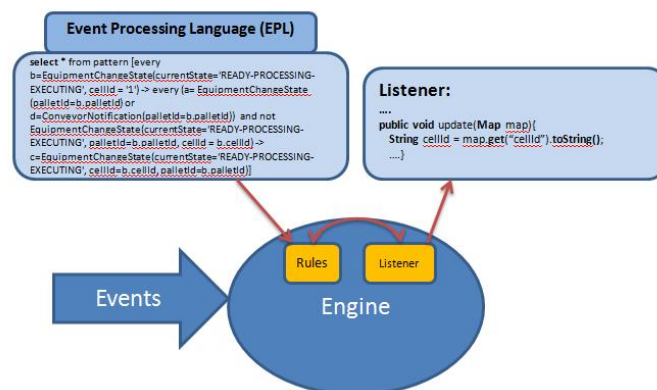 Event Processing Language (EPL)
select * from pattern [every
b=EquipmentChangeState(currentState='READY-PROCESSING-
EXECUTING', cellId = '1') -> every (a= EquipmentChangeState
(palletId=b.palletId) or
d=ConveyorNotification(palletId=b.palletId)) and not
EquipmentChangeState(currentState='READY-PROCESSING-
EXECUTING', palletId=b.palletId, cellId = b.cellId) ->
c=EquipmentChangeState(currentState='READY-PROCESSING-
EXECUTING', cellId=b.cellId, palletId=b.palletId)]
Listener:
....
public void update(Map map){
String cellId = map.get("cellId").toString();
....}
Rules
Listener
Events
Engine